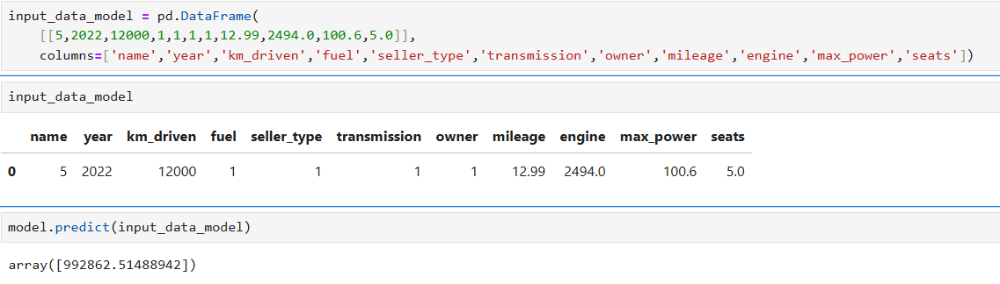 input_data_model = pd.DataFrame(
[[5,2022,12000,1,1,1,1,12.99,2494.0,100.6,5.0]],
columns=['name','year','km_driven','fuel','seller_type','transmission','owner','mileage','engine','max_power','seats'])
input_data_model
name year km_driven fuel seller_type transmission owner mileage engine max_power seats
0 5 2022 12000 1 1 1 1 12.99 2494.0 100.6 5.0
model.predict(input_data_model)
array([992862.51488942])